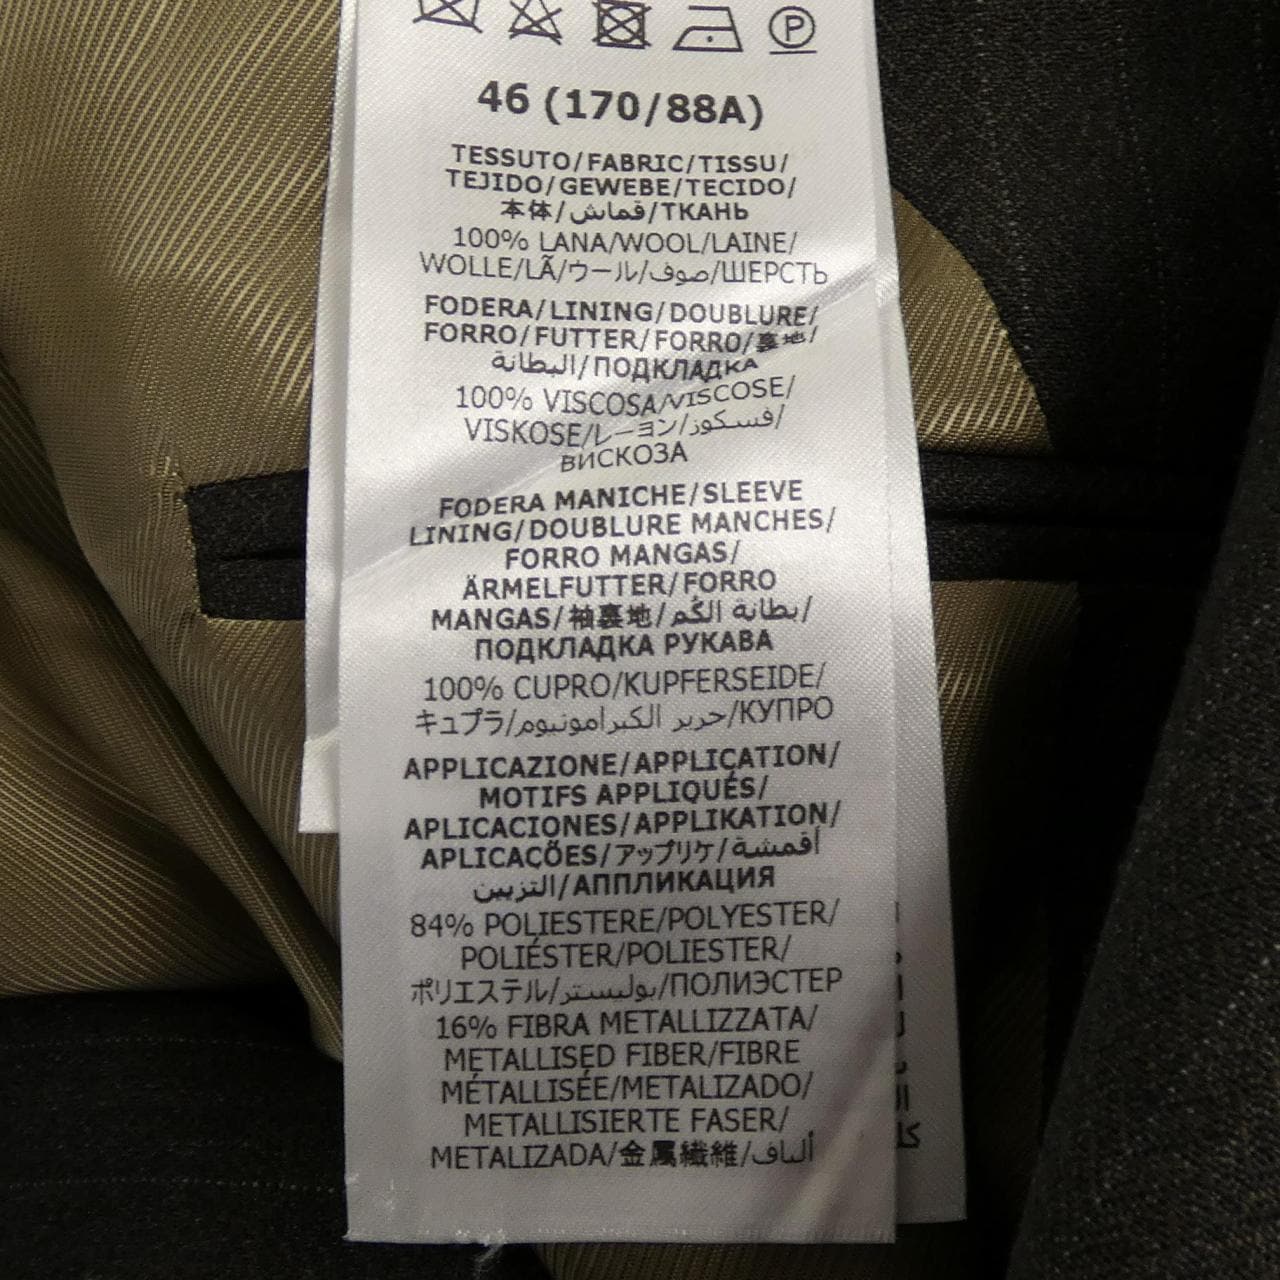 46 (170/88A)
TESSUTO/FABRIC/TISSU/
TEJIDO/GEWEBE/TECIDO/
本体/قماش/ТКАНЬ
100% LANA/WOOL/LAINE/
WOLLE/LÃ/ウール/صوف/ШЕРСТЬ
FODERA/LINING/DOUBLURE/
FORRO/FUTTER/FORRO/裏地/
البطانة/ПОДКЛАДКА
100% VISCOSA/VISCOSE/
VISKOSE/レーヨン/فسكوز/
ВИСКОЗА
FODERA MANICHE/SLEEVE
LINING/DOUBLURE MANCHES/
FORRO MANGAS/
ÄRMELFUTTER/FORRO
MANGAS/袖裏地/بطانة الكُم/
ПОДКЛАДКА РУКАВА
100% CUPRO/KUPFERSEIDE/
キュプラ/حرير الكبرامونيوم/КУПРО
APPLICAZIONE/APPLICATION/
MOTIFS APPLIQUÉS/
APLICACIONES/APPLIKATION/
APLICAÇÕES/アップリケ/أقمشة
التزيين/АППЛИКАЦИЯ
84% POLIESTERE/POLYESTER/
POLIÉSTER/POLIESTER/
ポリエステル/بوليستر/ПОЛИЭСТЕР
16% FIBRA METALLIZZATA/
METALLISED FIBER/FIBRE
MÉTALLISÉE/METALIZADO/
METALLISIERTE FASER/
METALIZADA/金属繊維/ألياف